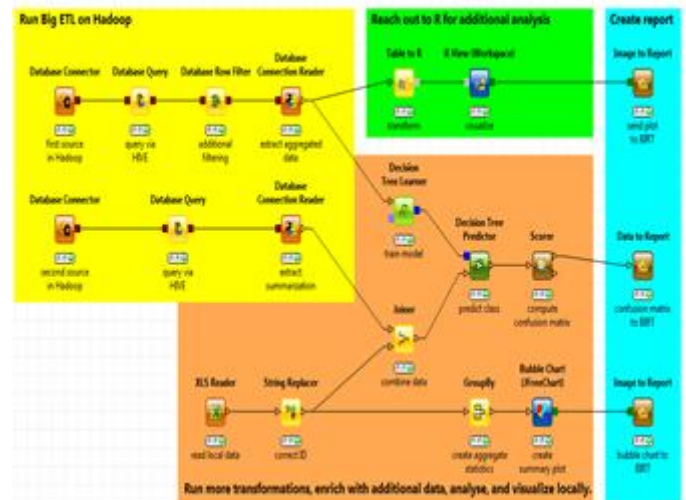 Run Big ETL on Hadoop
Reach out to R for additional analysis
Create report
Database Connector
Database Query
Database Row Filter
Database
Connection Reader
first source
in Hadoop
query via
HIVE
additional
filtering
extract aggregated
data
Table to R
R View (Workspace)
Image to Report
transform
visualize
send plot
to BIRT
Database Connector
Database Query
Database
Connection Reader
second source
in Hadoop
query via
HIVE
extract
summarization
Decision
Tree Learner
train model
Decision Tree
Predictor
predict class
Scorer
compute
confusion matrix
Data to Report
confusion matrix
to BIRT
Joiner
combine data
XLS Reader
read local data
String Replacer
correct ID
GroupBy
create aggregate
statistics
Bubble Chart
(JFreeChart)
create
summary plot
Image to Report
bubble chart to
BIRT
Run more transformations, enrich with additional data, analyse, and visualize locally.